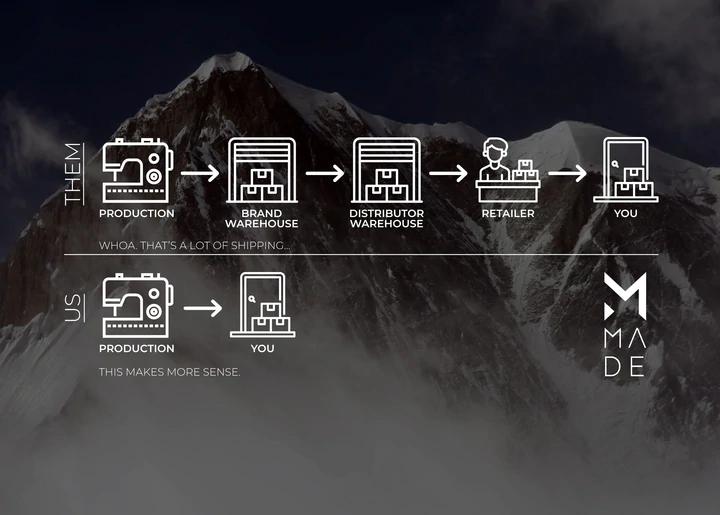 THEM
PRODUCTION
BRAND
WAREHOUSE
DISTRIBUTOR
WAREHOUSE
RETAILER
YOU
WHOA. THAT'S A LOT OF SHIPPING...
US
PRODUCTION
YOU
THIS MAKES MORE SENSE.
M
MA
DE